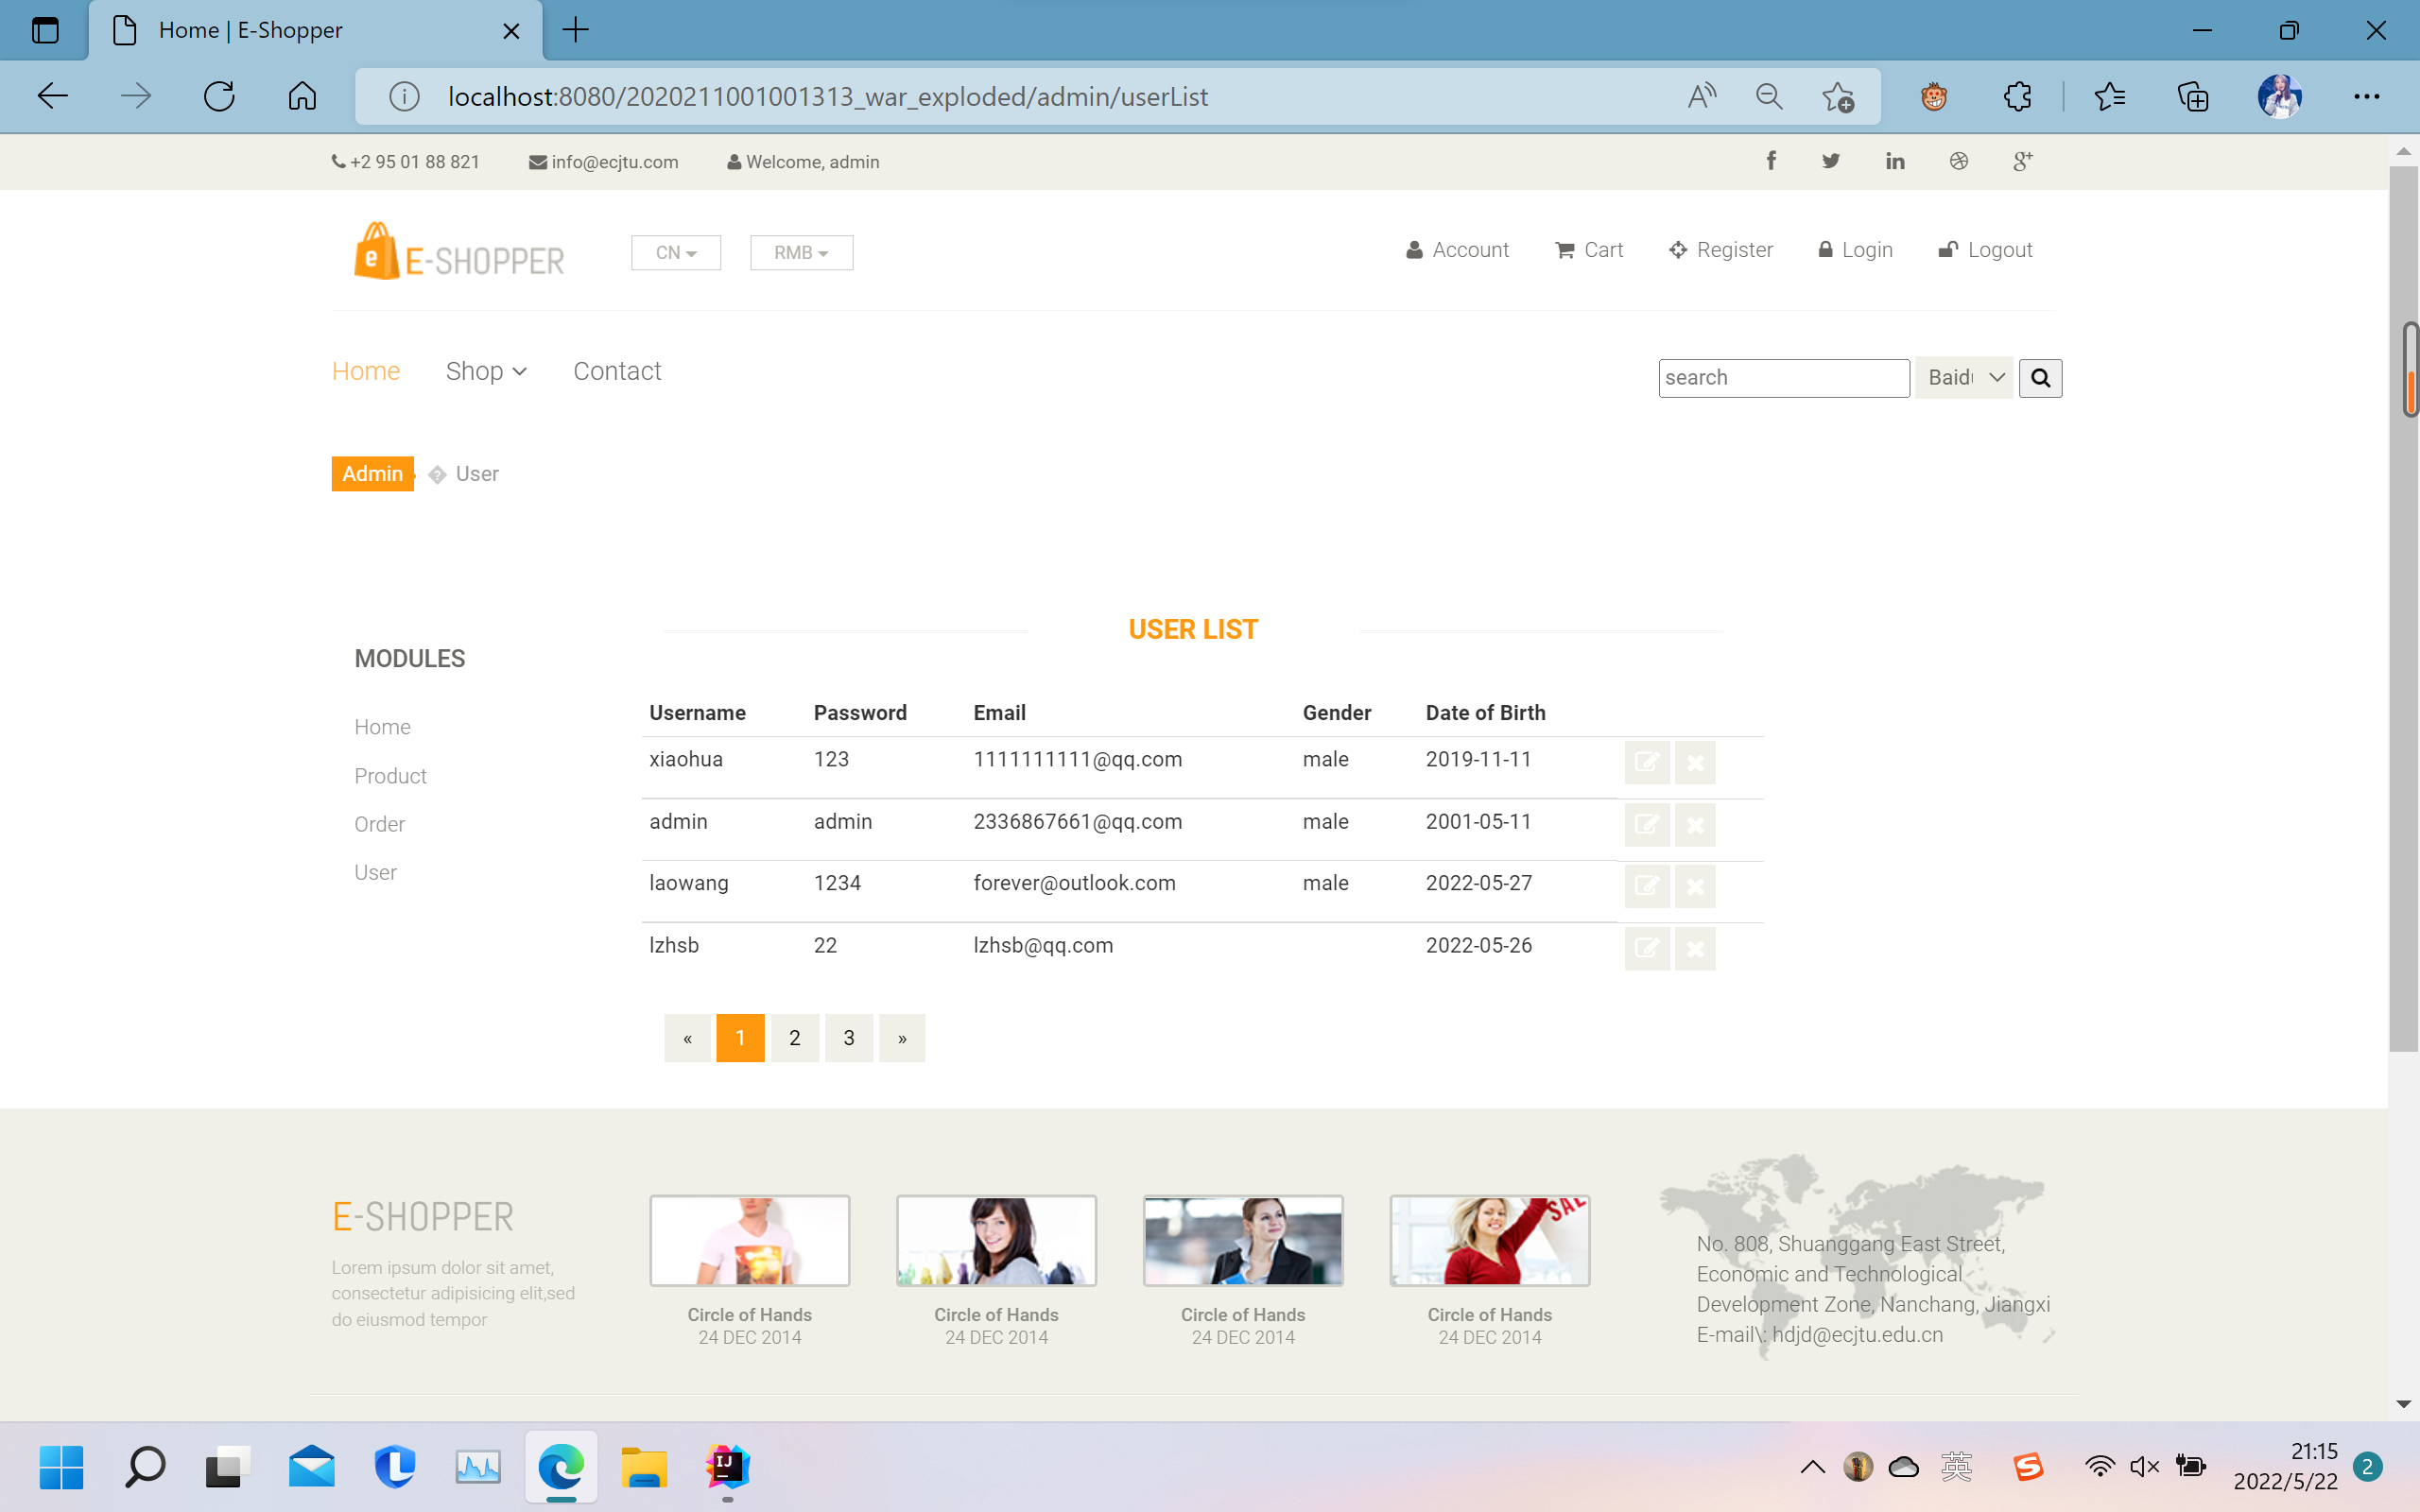 Home | E-Shopper
localhost:8080/2020211001001313_war_exploded/admin/userList
+2 95 01 88 821 info@ecjtu.com Welcome, admin
E-SHOPPER CN RMB Account Cart Register Login Logout
Home Shop Contact search Baidu
Admin User
USER LIST
MODULES
Home
Product
Order
User
Username Password Email Gender Date of Birth
xiaohua 123 1111111111@qq.com male 2019-11-11
admin admin 2336867661@qq.com male 2001-05-11
laowang 1234 forever@outlook.com male 2022-05-27
lzhsb 22 lzhsb@qq.com 2022-05-26
« 1 2 3 »
E-SHOPPER
Lorem ipsum dolor sit amet,
consectetur adipisicing elit,sed
do eiusmod tempor
Circle of Hands
24 DEC 2014
Circle of Hands
24 DEC 2014
Circle of Hands
24 DEC 2014
SALE
Circle of Hands
24 DEC 2014
No. 808, Shuanggang East Street,
Economic and Technological
Development Zone, Nanchang, Jiangxi
E-mail\: hdjd@ecjtu.edu.cn
英
21:15
2022/5/22
2